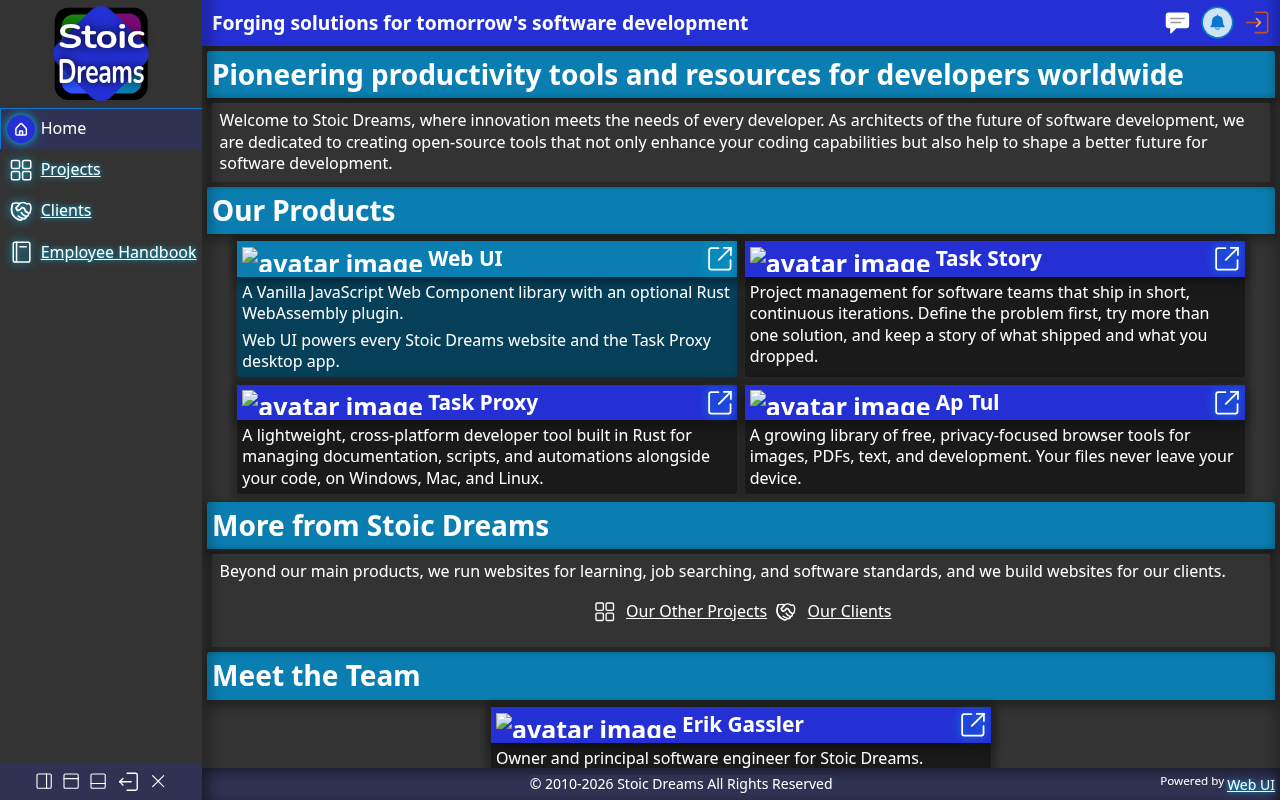 Stoic
Dreams
Forging solutions for tomorrow's software development
Home
Projects
Clients
Employee Handbook
Pioneering productivity tools and resources for developers worldwide
Welcome to Stoic Dreams, where innovation meets the needs of every developer. As architects of the future of software development, we
are dedicated to creating open-source tools that not only enhance your coding capabilities but also help to shape a better future for
software development.
Our Products
avatar image Web UI
A Vanilla JavaScript Web Component library with an optional Rust
WebAssembly plugin.
Web UI powers every Stoic Dreams website and the Task Proxy
desktop app.
avatar image Task Story
Project management for software teams that ship in short,
continuous iterations. Define the problem first, try more than
one solution, and keep a story of what shipped and what you
dropped.
avatar image Task Proxy
A lightweight, cross-platform developer tool built in Rust for
managing documentation, scripts, and automations alongside
your code, on Windows, Mac, and Linux.
avatar image Ap Tul
A growing library of free, privacy-focused browser tools for
images, PDFs, text, and development. Your files never leave your
device.
More from Stoic Dreams
Beyond our main products, we run websites for learning, job searching, and software standards, and we build websites for our clients.
Our Other Projects Our Clients
Meet the Team
avatar image Erik Gassler
Owner and principal software engineer for Stoic Dreams.
© 2010-2026 Stoic Dreams All Rights Reserved
Powered by Web UI